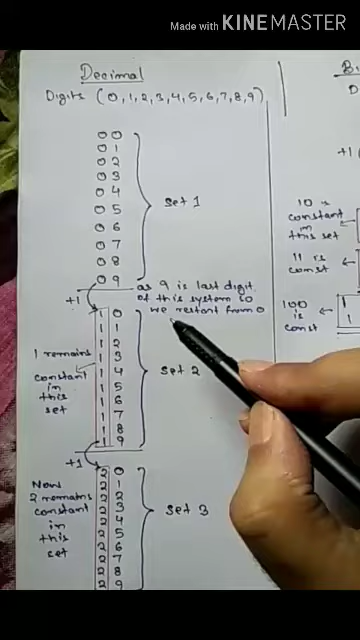 Made with KINEMASTER
Decimal
Digits (0,1,2,3,4,5,6,7,8,9)
00
01
02
03
04
05
06
07
08
09
Set 1
+1
as 9 is last digit
of this system so
we restart from 0
10
11
12
13
14
15
16
17
18
19
1 remains
constant
in
this
set
Set 2
+1
20
21
22
23
24
25
26
27
28
29
Now
2 remains
constant
in
this
set
Set 3
+1
10 is
constant
in
this set
11 is
constant
100
is
const
1
1